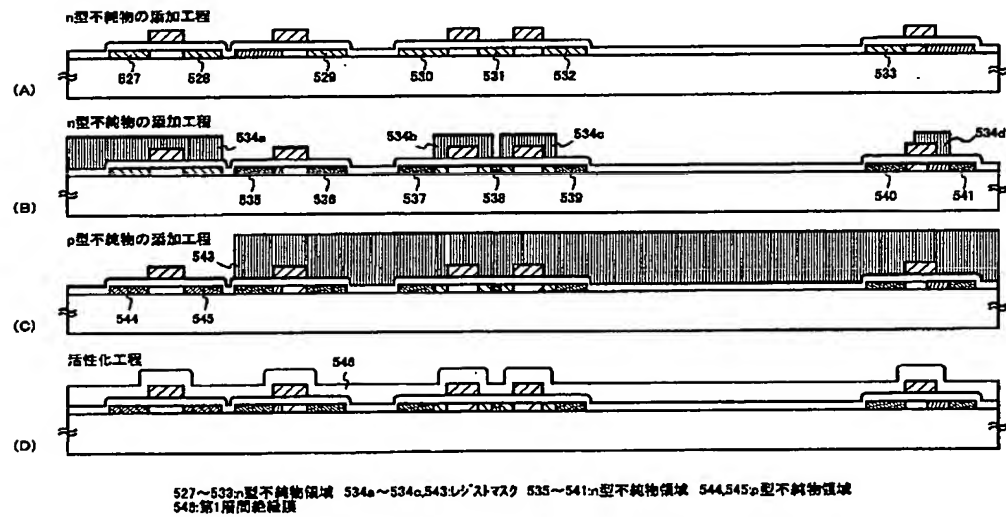 n型不純物の添加工程
527 528 529 530 531 532 533
(A)
n型不純物の添加工程
534a 534b 534c 534d
535 536 537 538 539 540 541
(B)
p型不純物の添加工程
543
544 545
(C)
活性化工程
546
(D)
527~533:n型不純物領域 534a~534c,543:レジストマスク 535~541:n型不純物領域 544,545:p型不純物領域
546:第1層間絶縁膜